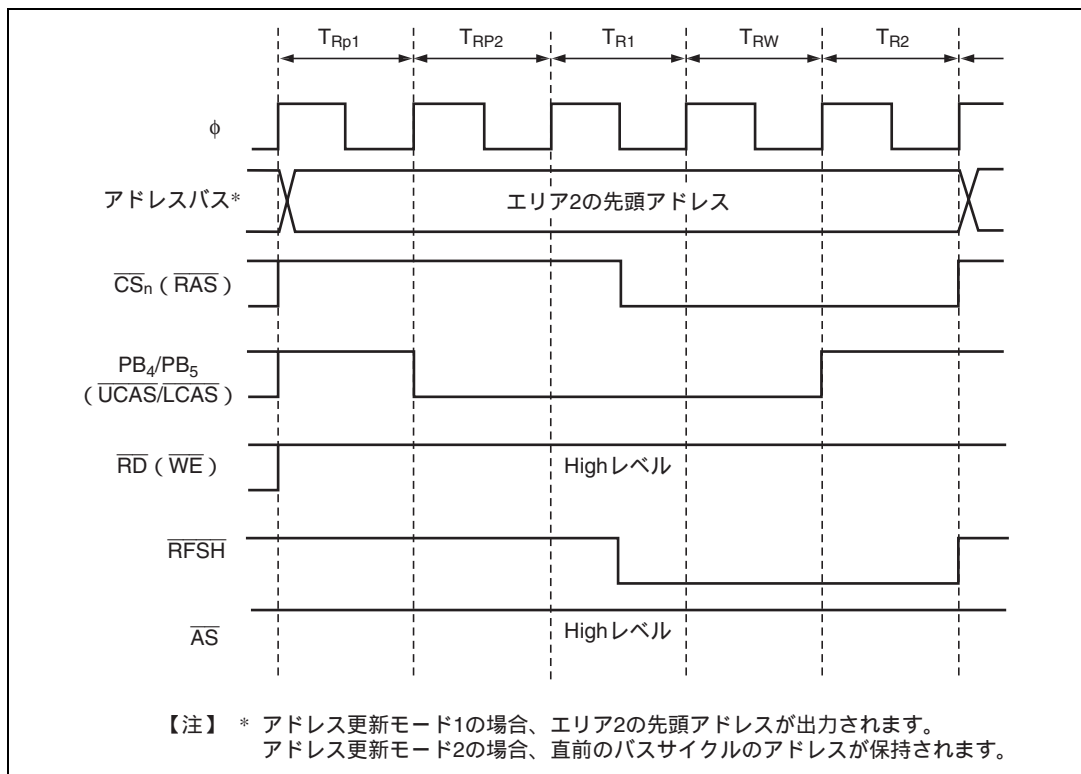 TRp1 TRP2 TR1 TRW TR2
φ
アドレスバス* エリア2の先頭アドレス
CSn（RAS）
PB4/PB5
（UCAS/LCAS）
RD（WE） Highレベル
RFSH
AS Highレベル
【注】 * アドレス更新モード1の場合、エリア2の先頭アドレスが出力されます。
アドレス更新モード2の場合、直前のバスサイクルのアドレスが保持されます。